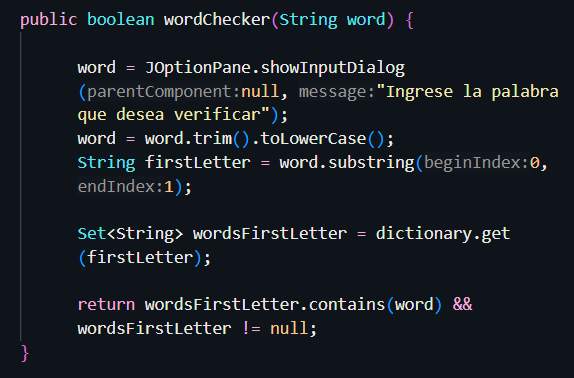 public boolean wordChecker(String word) {
word = JOptionPane.showInputDialog
(parentComponent:null, message:"Ingrese la palabra
que desea verificar");
word = word.trim().toLowerCase();
String firstLetter = word.substring(beginIndex:0,
endIndex:1);
Set<String> wordsFirstLetter = dictionary.get
(firstLetter);
return wordsFirstLetter.contains(word) &&
wordsFirstLetter != null;
}